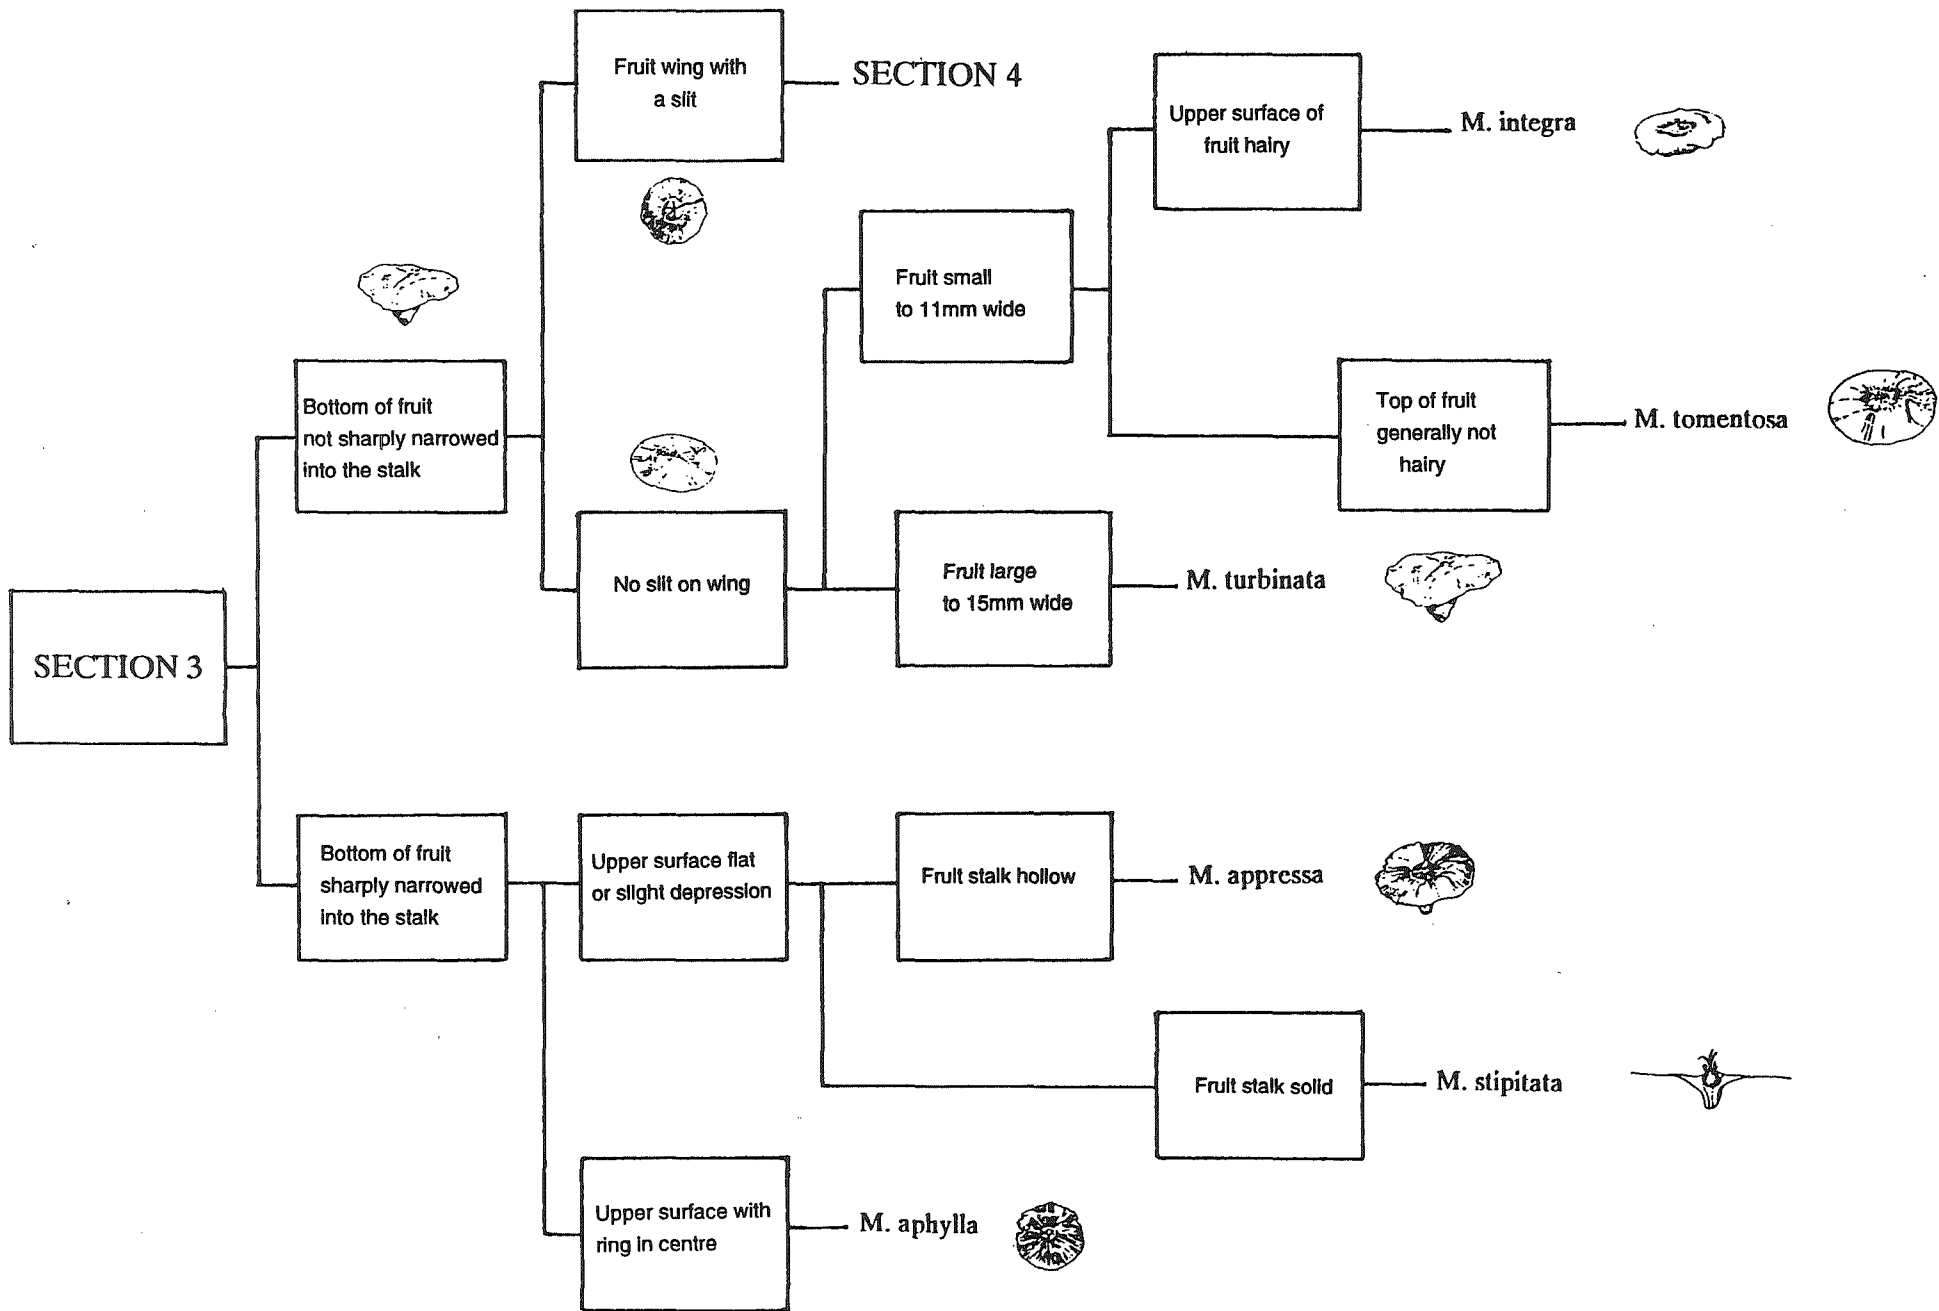 Fruit wing with
a slit
SECTION 4
Upper surface of
fruit hairy
M. integra
Fruit small
to 11mm wide
Bottom of fruit
not sharply narrowed
into the stalk
Top of fruit
generally not
hairy
M. tomentosa
No slit on wing
Fruit large
to 15mm wide
M. turbinata
SECTION 3
Bottom of fruit
sharply narrowed
into the stalk
Upper surface flat
or slight depression
Fruit stalk hollow
M. appressa
Fruit stalk solid
M. stipitata
Upper surface with
ring in centre
M. aphylla